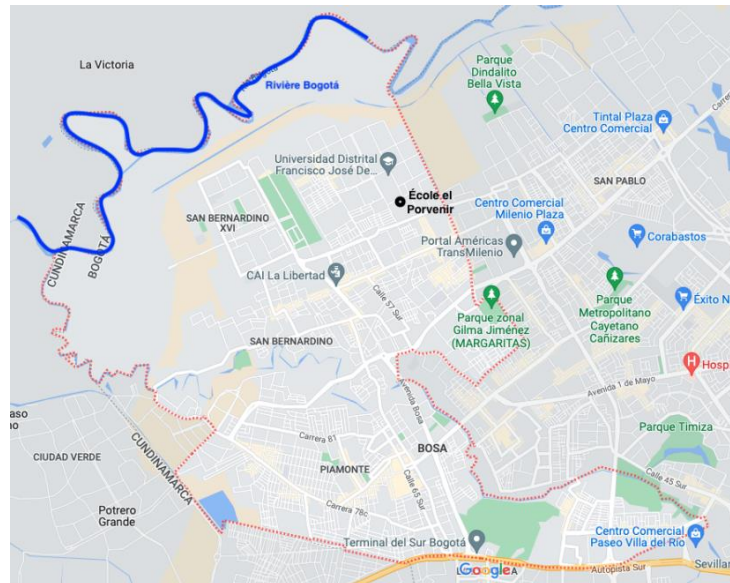 La Victoria
Rivière Bogotá
Parque
Dindalito
Bella Vista
Tintal Plaza
Centro Comercial
Universidad Distrital
Francisco José De...
École el
Porvenir
SAN PABLO
Centro Comercial
Milenio Plaza
SAN BERNARDINO
XVI
Corabastos
CUNDINAMARCA
BOGOTÁ
Portal Américas
TransMilenio
CAI La Libertad
Calle 57 Sur
Parque
Metropolitano
Cayetano
Cañizares
Éxito N
Parque zonal
Gilma Jiménez
(MARGARITAS)
SAN BERNARDINO
Hosp
Avenida 1 de Mayo
Avenida Bosa
Parque Timiza
CUNDINAMARCA
CIUDAD VERDE
Carrera 81
BOSA
PIAMONTE
Calle 65 Sur
Calle 45 Sur
Potrero
Grande
Carrera 78c
Terminal del Sur Bogotá
Centro Comercial
Paseo Villa del Río
Google
Autopista Sur
Sevilla